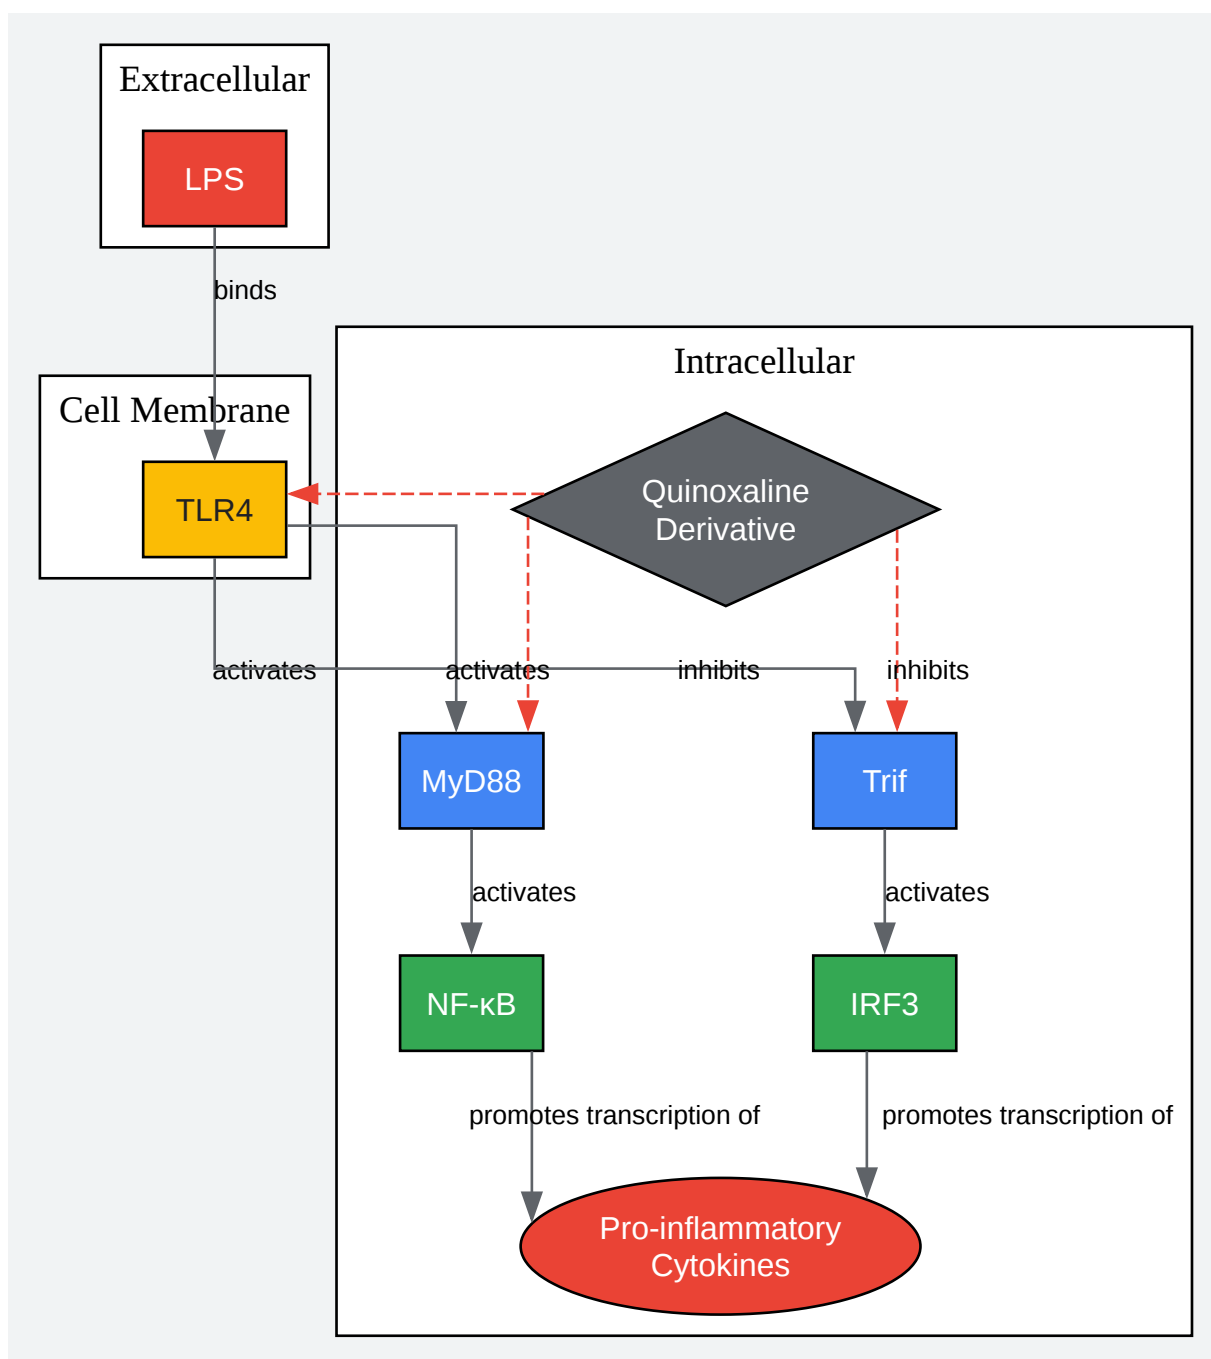 Extracellular
LPS
binds
Intracellular
Cell Membrane
TLR4
Quinoxaline
Derivative
activates
activates
inhibits
inhibits
MyD88
Trif
activates
activates
NF-κB
IRF3
promotes transcription of
promotes transcription of
Pro-inflammatory
Cytokines